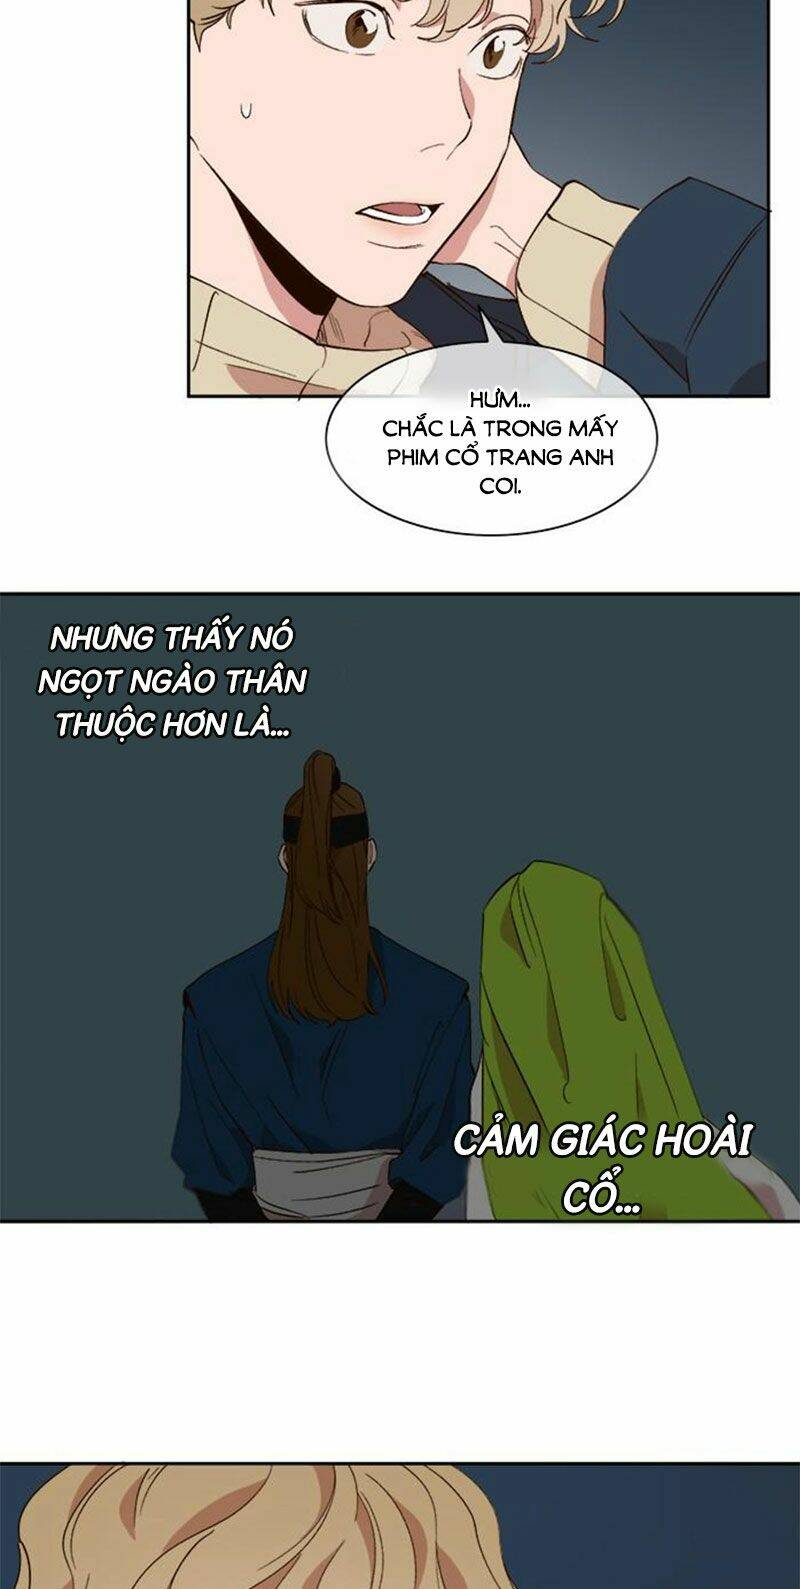 HƯM...
CHẮC LÀ TRONG MẤY
PHIM CỔ TRANG ANH
COI.
NHƯNG THẤY NÓ
NGỌT NGÀO THÂN
THUỘC HƠN LÀ...
CẢM GIÁC HOÀI
CỔ...